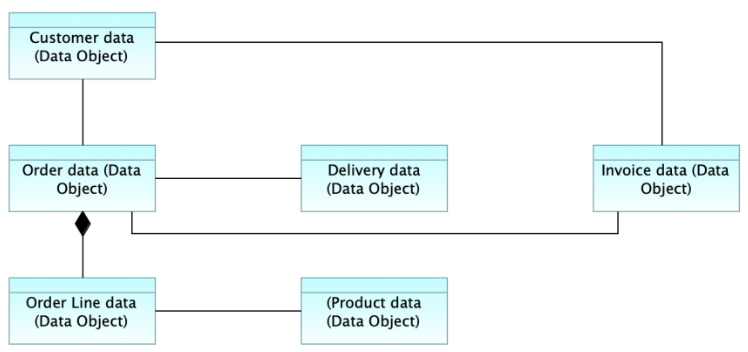 Customer data
(Data Object)
Order data (Data
Object)
Delivery data
(Data Object)
Invoice data (Data
Object)
Order Line data
(Data Object)
(Product data
(Data Object)